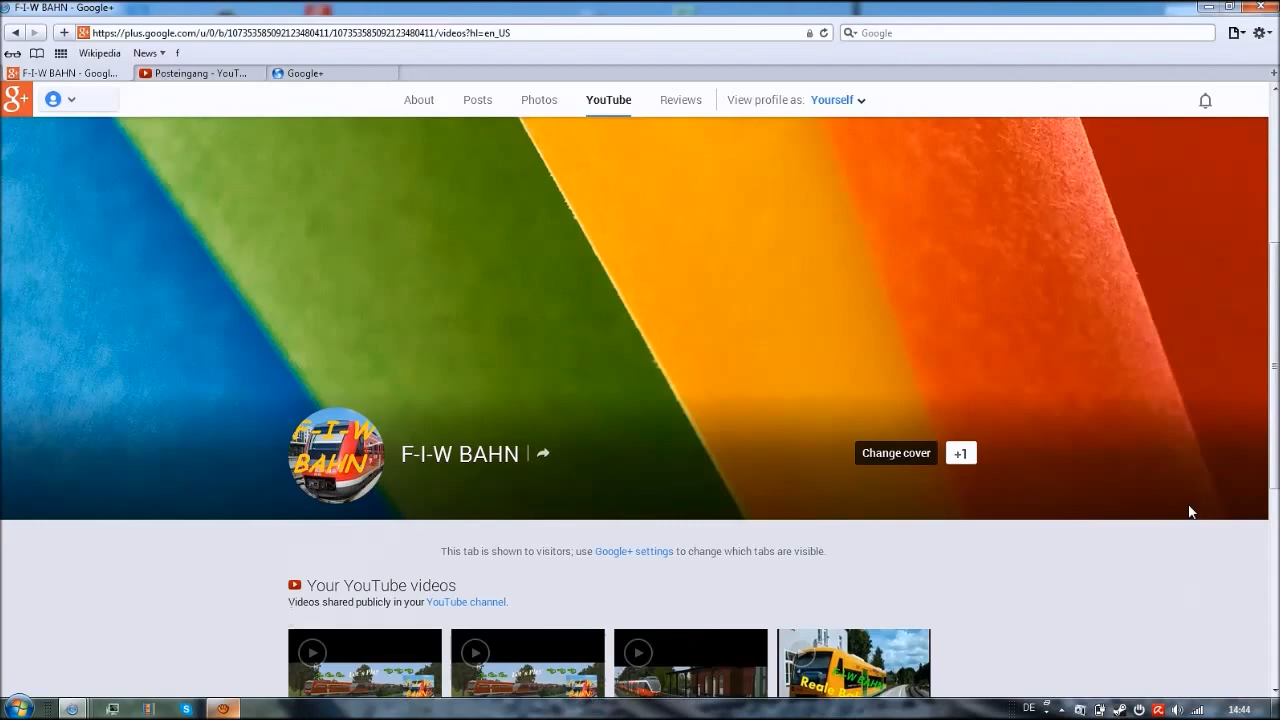 F-I-W BAHN - Google+
https://plus.google.com/u/0/b/107353585092123480411/107353585092123480411/videos?hl=en_US
Google
Wikipedia News f
F-I-W BAHN - Googl... Posteingang - YouT... Google+
g+ About Posts Photos YouTube Reviews View profile as: Yourself
F-I-W
BAHN
F-I-W BAHN
Change cover +1
This tab is shown to visitors, use Google+ settings to change which tabs are visible.
Your YouTube videos
Videos shared publicly in your YouTube channel.
F-I-W BAHN
DE 14:44